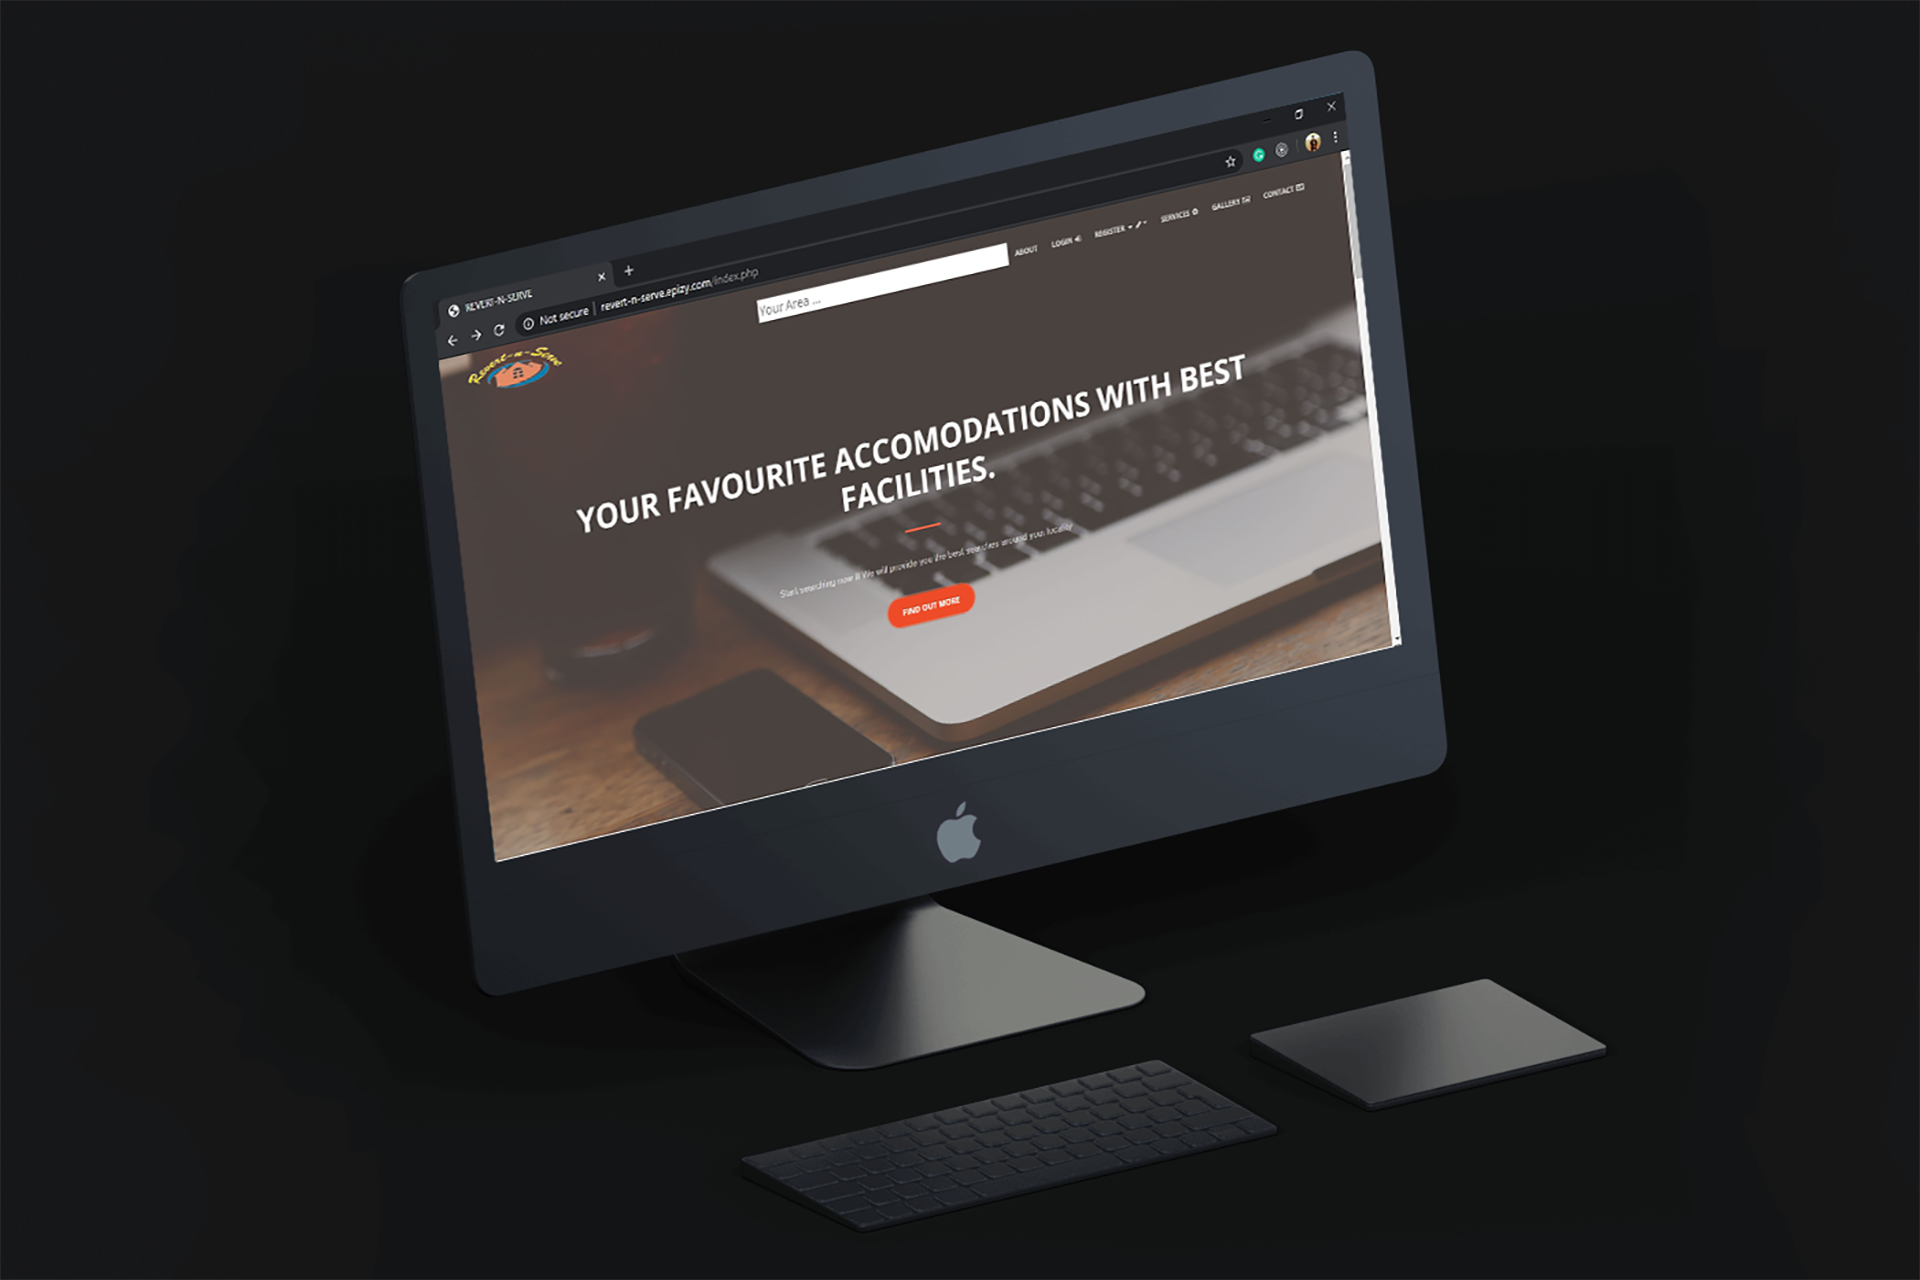 REVERT-N-SERVE
Not secure | revert-n-serve.epizy.com/index.php
Revert-n-Serve
Your Area ...
ABOUT
LOGIN
REGISTER
SERVICES
GALLERY
CONTACT
YOUR FAVOURITE ACCOMODATIONS WITH BEST
FACILITIES.
Start searching now !! We will provide you the best searches around your locality
FIND OUT MORE